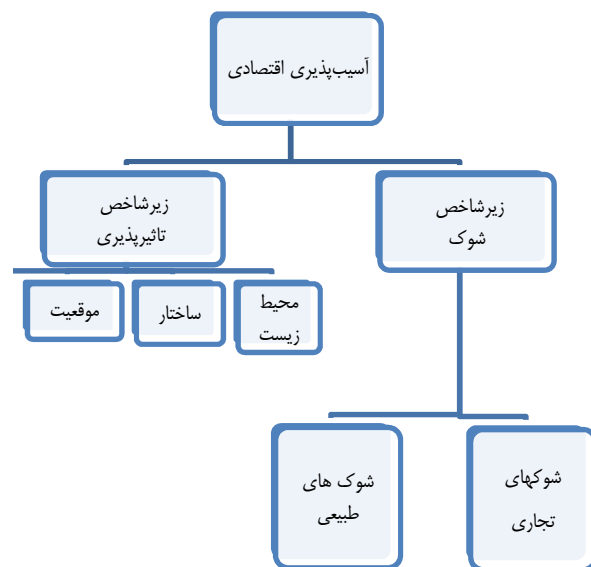 آسیب‌پذیری اقتصادی
زیرشاخص
شوک
زیرشاخص
تاثیرپذیری
محیط
زیست
ساختار
موقعیت
شوکهای
تجاری
شوک های
طبیعی